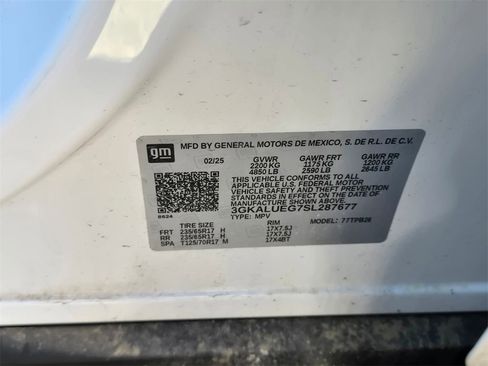 gm
MFD BY GENERAL MOTORS DE MEXICO, S. DE R.L. DE C.V.
02/25 GVWR GAWR FRT GAWR RR
2200 KG 1175 KG 1200 KG
4850 LB 2590 LB 2645 LB
THIS VEHICLE CONFORMS TO ALL
APPLICABLE U.S. FEDERAL MOTOR
VEHICLE SAFETY AND THEFT PREVENTION
STANDARDS IN EFFECT ON THE DATE OF
MANUFACTURE SHOWN ABOVE.
3GKALUEG7SL287677
TYPE: MPV MODEL: 77TPB26
8624
TIRE SIZE RIM
FRT 235/65R17 H 17X7.5J
RR 235/65R17 H 17X7.5J
SPA T125/70R17 M 17X4BT